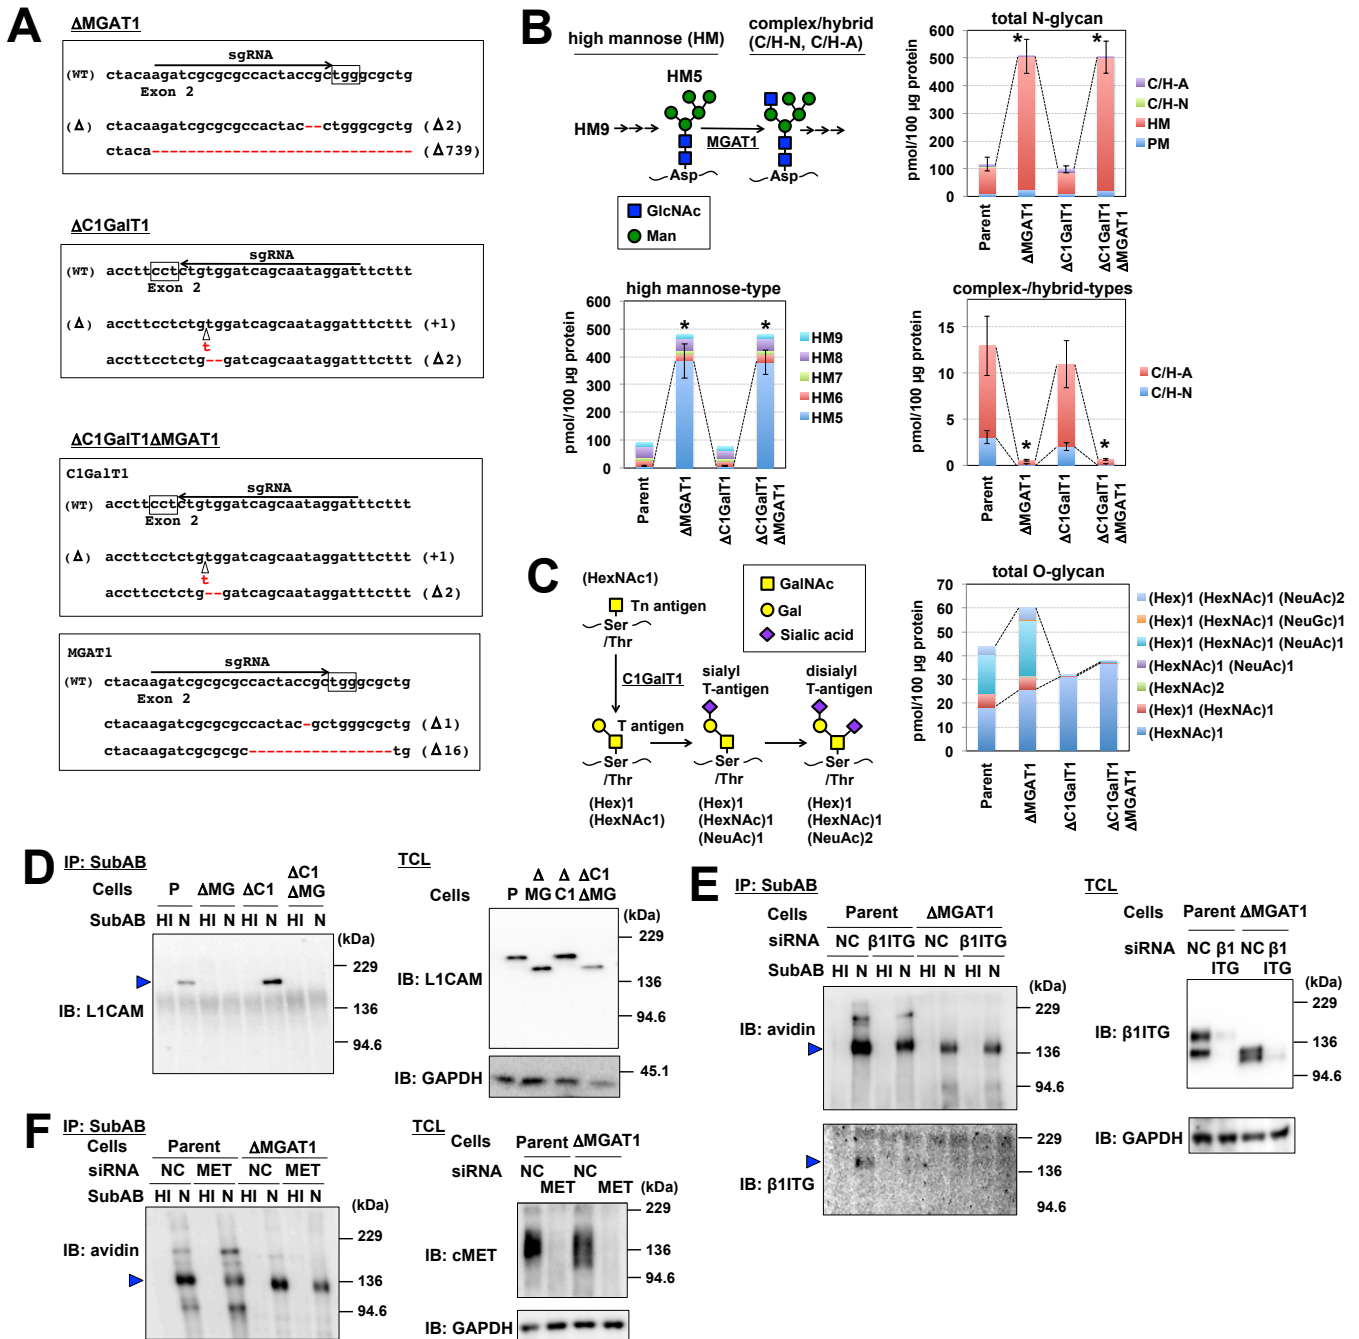 A
ΔMGAT1
sgRNA
(WT) ctacaagatcgcgcgccactaccgctgggcgctg
Exon 2
(Δ) ctacaagatcgcgcgccactac--ctgggcgctg (Δ2)
ctaca----------------------------- (Δ739)
ΔC1GalT1
sgRNA
(WT) accttcctctgtggatcagcaataggatttcttt
Exon 2
(Δ) accttcctctgtggatcagcaataggatttcttt (+1)
t
accttcctctg--gatcagcaataggatttcttt (Δ2)
ΔC1GalT1ΔMGAT1
C1GalT1
sgRNA
(WT) accttcctctgtggatcagcaataggatttcttt
Exon 2
(Δ) accttcctctgtggatcagcaataggatttcttt (+1)
t
accttcctctg--gatcagcaataggatttcttt (Δ2)
MGAT1
sgRNA
(WT) ctacaagatcgcgcgccactaccgctgggcgctg
Exon 2
ctacaagatcgcgcgccactac-gctgggcgctg (Δ1)
ctacaagatcgcgcgc----------------tg (Δ16)
B
high mannose (HM)
complex/hybrid
(C/H-N, C/H-A)
HM5
HM9
MGAT1
Asp
Asp
GlcNAc
Man
total N-glycan
pmol/100 µg protein
600
500
400
300
200
100
0
* *
C/H-A
C/H-N
HM
PM
Parent
ΔMGAT1
ΔC1GalT1
ΔC1GalT1
ΔMGAT1
high mannose-type
pmol/100 µg protein
600
500
400
300
200
100
0
* *
HM9
HM8
HM7
HM6
HM5
Parent
ΔMGAT1
ΔC1GalT1
ΔC1GalT1
ΔMGAT1
complex-/hybrid-types
pmol/100 µg protein
15
10
5
0
* *
C/H-A
C/H-N
Parent
ΔMGAT1
ΔC1GalT1
ΔC1GalT1
ΔMGAT1
C
(HexNAc1)
Tn antigen
Ser
/Thr
GalNAc
Gal
Sialic acid
C1GalT1
T antigen
sialyl
T-antigen
disialyl
T-antigen
Ser
/Thr
Ser
/Thr
Ser
/Thr
(Hex)1
(HexNAc1)
(Hex)1
(HexNAc)1
(NeuAc)1
(Hex)1
(HexNAc)1
(NeuAc)2
total O-glycan
pmol/100 µg protein
70
60
50
40
30
20
10
0
(Hex)1 (HexNAc)1 (NeuAc)2
(Hex)1 (HexNAc)1 (NeuGc)1
(Hex)1 (HexNAc)1 (NeuAc)1
(HexNAc)1 (NeuAc)1
(HexNAc)2
(Hex)1 (HexNAc)1
(HexNAc)1
Parent
ΔMGAT1
ΔC1GalT1
ΔC1GalT1
ΔMGAT1
D
IP: SubAB
Cells P ΔMG ΔC1 ΔC1 ΔMG
SubAB HI N HI N HI N HI N
(kDa)
229
136
94.6
IB: L1CAM
TCL
Cells P Δ MG Δ C1 ΔC1 ΔMG
(kDa)
229
136
94.6
IB: L1CAM
45.1
IB: GAPDH
E
IP: SubAB
Cells Parent ΔMGAT1
siRNA NC β1ITG NC β1ITG
SubAB HI N HI N HI N HI N
(kDa)
229
IB: avidin
136
94.6
229
136
IB: β1ITG
94.6
TCL
Cells Parent ΔMGAT1
siRNA NC β1 ITG NC β1 ITG
(kDa)
229
IB: β1ITG
136
94.6
IB: GAPDH
F
IP: SubAB
Cells Parent ΔMGAT1
siRNA NC MET NC MET
SubAB HI N HI N HI N HI N
(kDa)
229
IB: avidin
136
94.6
TCL
Cells Parent ΔMGAT1
siRNA NC MET NC MET
(kDa)
229
IB: cMET
136
94.6
IB: GAPDH